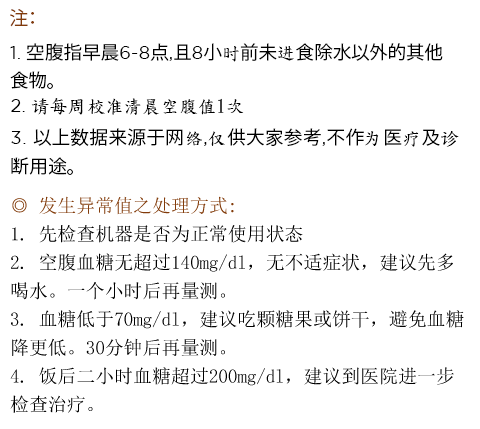 注：
1. 空腹指早晨6-8点,且8小时前未进食除水以外的其他
食物。
2. 请每周校准清晨空腹值1次
3. 以上数据来源于网络,仅供大家参考,不作为医疗及诊
断用途。
◎ 发生异常值之处理方式:
1. 先检查机器是否为正常使用状态
2. 空腹血糖无超过140mg/dl，无不适症状，建议先多
喝水。一个小时后再量测。
3. 血糖低于70mg/dl，建议吃颗糖果或饼干，避免血糖
降更低。30分钟后再量测。
4. 饭后二小时血糖超过200mg/dl，建议到医院进一步
检查治疗。